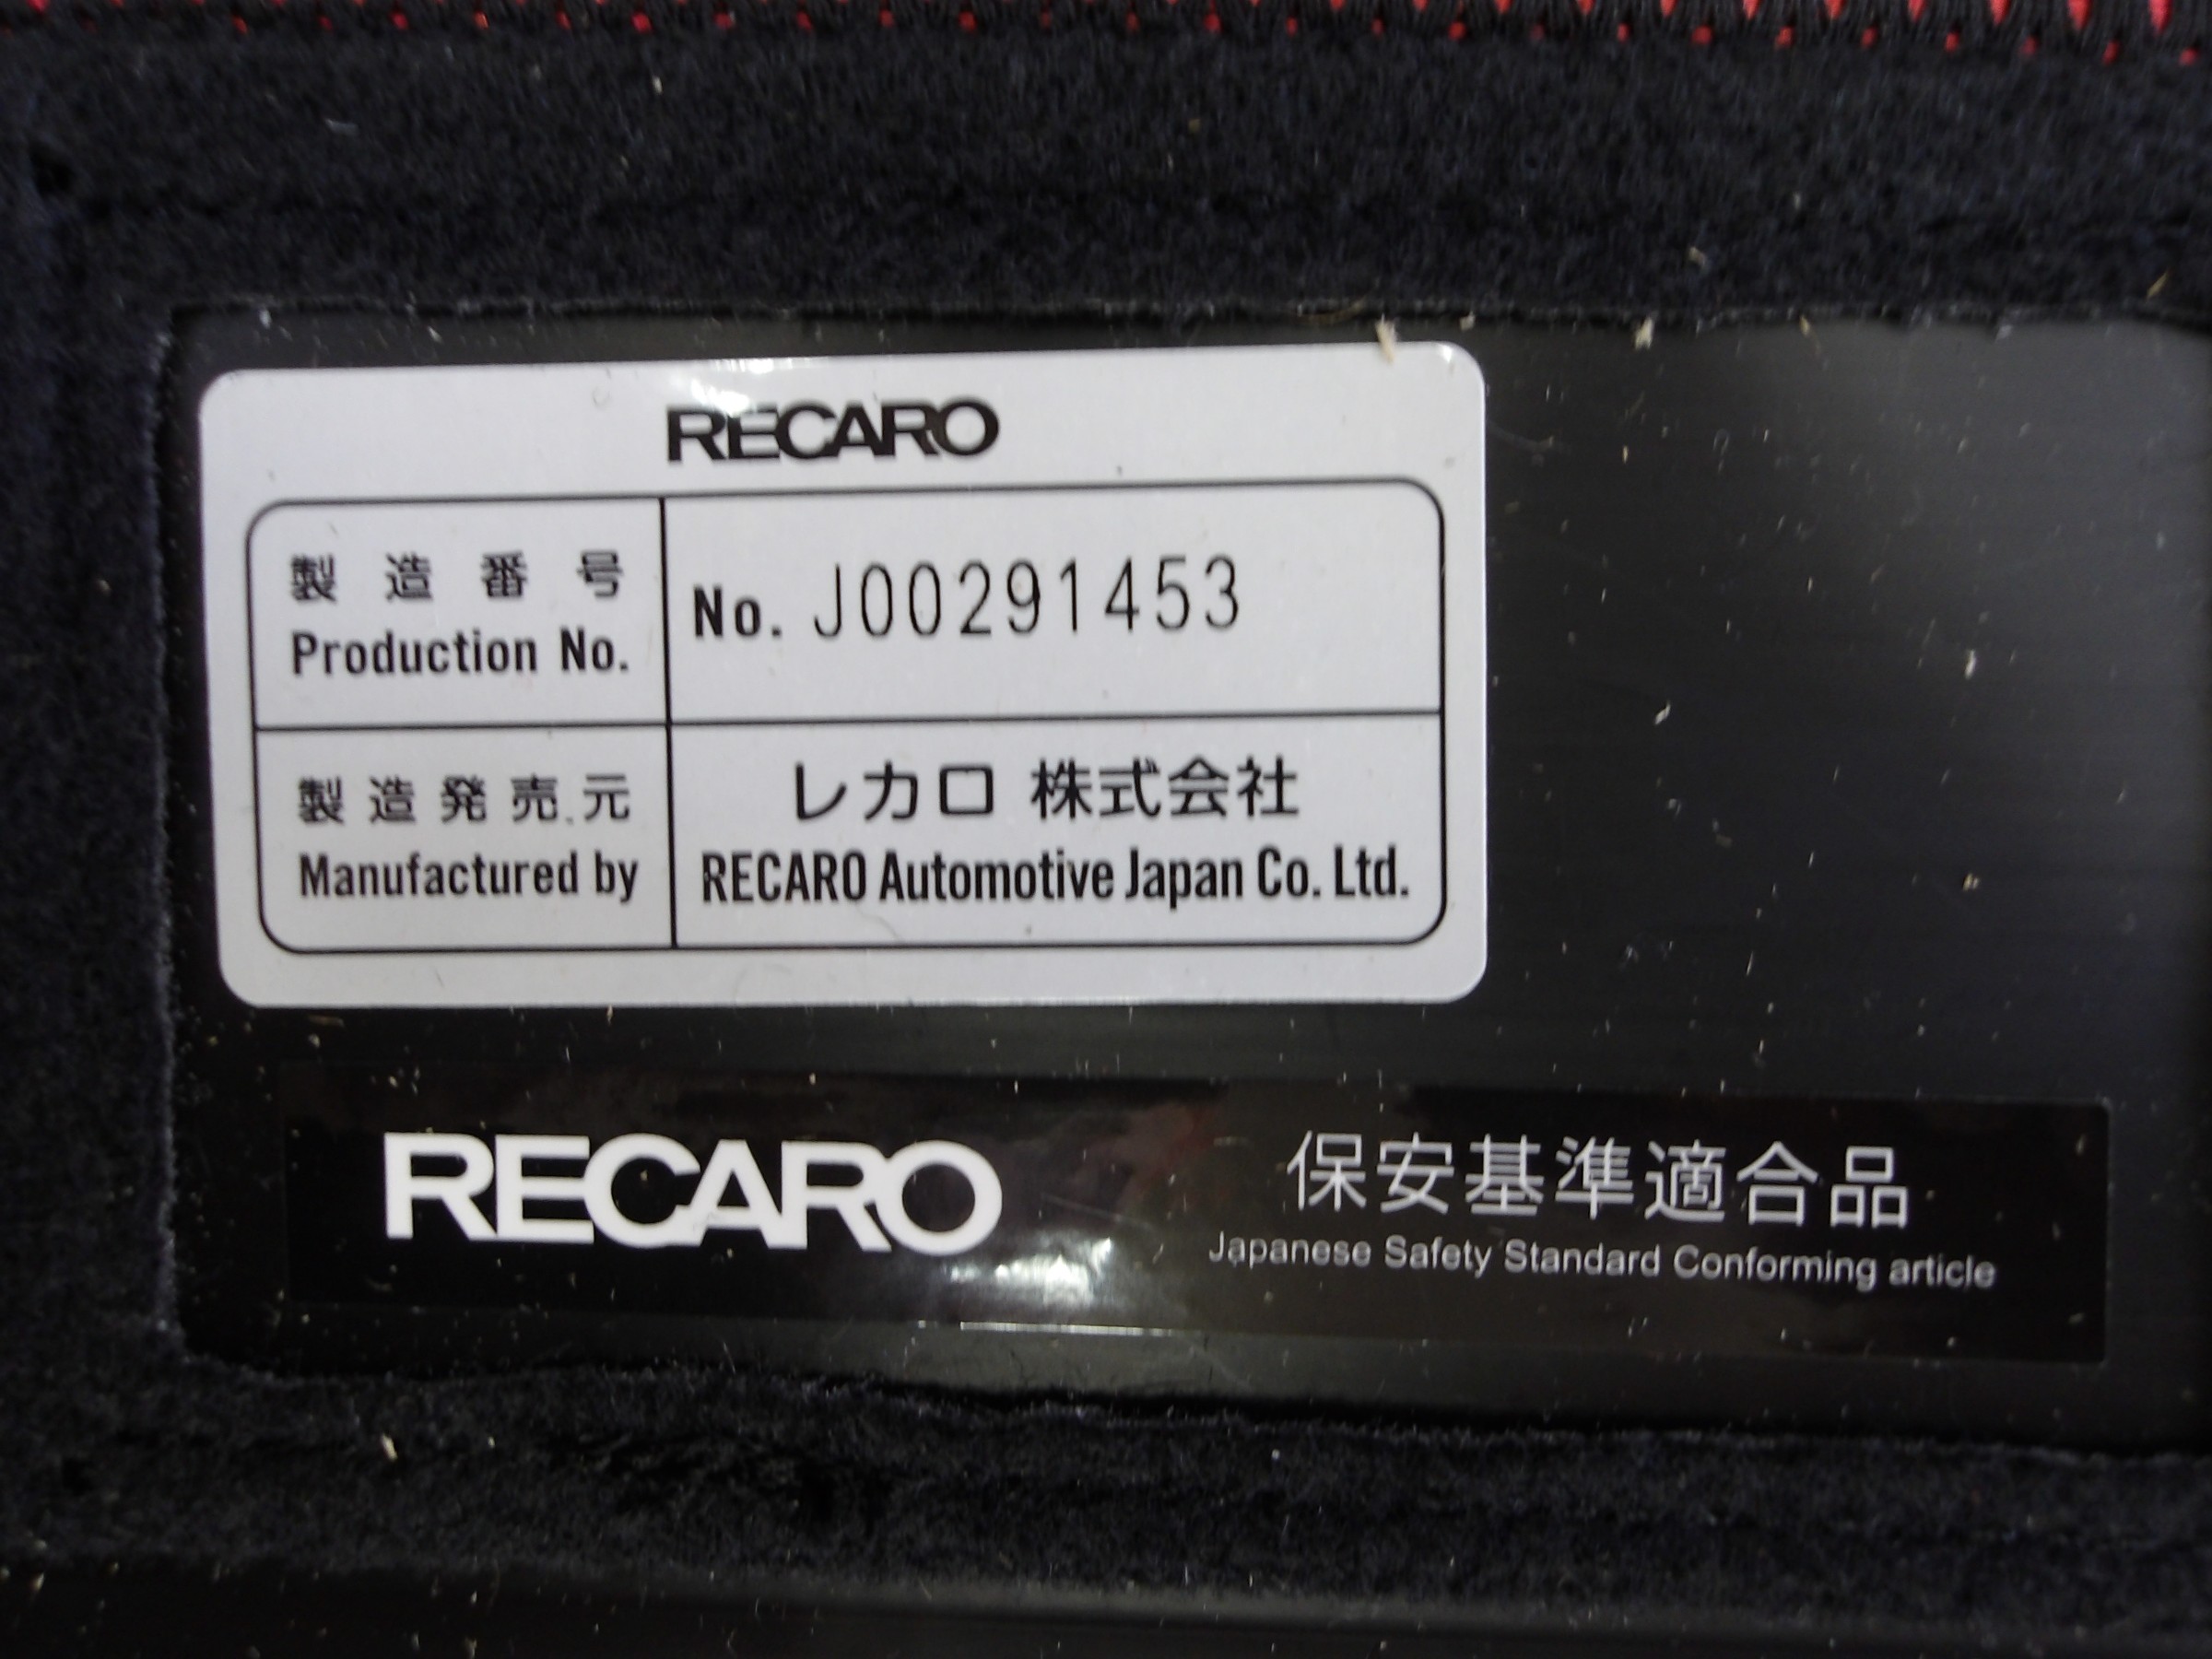 RECARO
製造番号
Production No.
No. J00291453
製造発売元
Manufactured by
レカロ 株式会社
RECARO Automotive Japan Co. Ltd.
RECARO
保安基準適合品
Japanese Safety Standard Conforming article